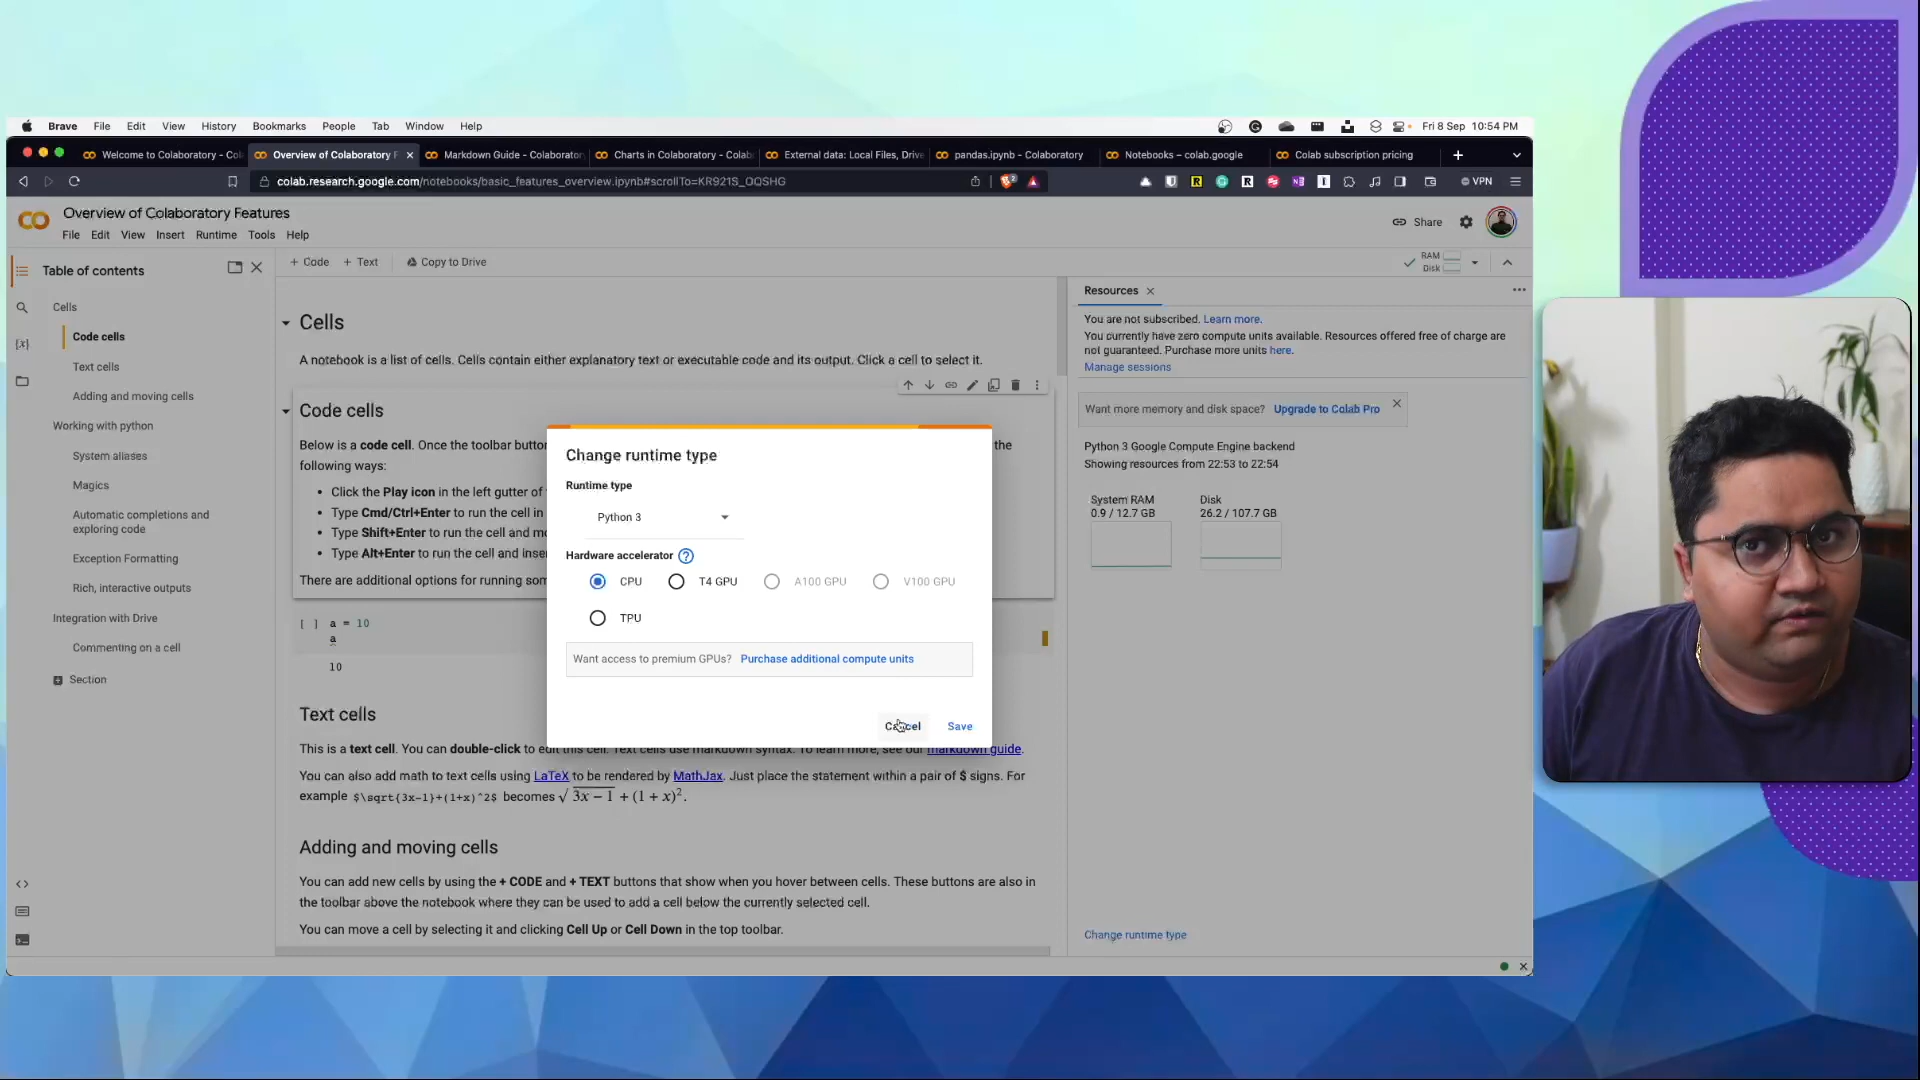 Brave File Edit View History Bookmarks People Tab Window Help Fri 8 Sep 10:54 PM
Welcome to Colaboratory - Col Overview of Colaboratory F Markdown Guide - Colaborator Charts in Colaboratory - Colab External data: Local Files, Drive pandas.ipynb - Colaboratory Notebooks – colab.google Colab subscription pricing
colab.research.google.com/notebooks/basic_features_overview.ipynb#scrollTo=KR921S_OQSHG VPN
Overview of Colaboratory Features
Share
File Edit View Insert Runtime Tools Help
Table of contents
+ Code + Text Copy to Drive
RAM
Disk
Cells
Code cells
Text cells
Adding and moving cells
Working with python
System aliases
Magics
Automatic completions and
exploring code
Exception Formatting
Rich, interactive outputs
Integration with Drive
Commenting on a cell
Section
Cells
A notebook is a list of cells. Cells contain either explanatory text or executable code and its output. Click a cell to select it.
Code cells
Below is a code cell. Once the toolbar button the
following ways:
Click the Play icon in the left gutter of
Type Cmd/Ctrl+Enter to run the cell in
Type Shift+Enter to run the cell and mo
Type Alt+Enter to run the cell and inser
There are additional options for running som
[ ] a = 10
a
10
Text cells
This is a text cell. You can double-click to edit this cell. Text cells use markdown syntax. To learn more, see our markdown guide.
You can also add math to text cells using LaTeX to be rendered by MathJax. Just place the statement within a pair of $ signs. For
example $\sqrt{3x-1}+(1+x)^2$ becomes √3x − 1 + (1 + x)².
Adding and moving cells
You can add new cells by using the + CODE and + TEXT buttons that show when you hover between cells. These buttons are also in
the toolbar above the notebook where they can be used to add a cell below the currently selected cell.
You can move a cell by selecting it and clicking Cell Up or Cell Down in the top toolbar.
Change runtime type
Runtime type
Python 3
Hardware accelerator
CPU T4 GPU A100 GPU V100 GPU
TPU
Want access to premium GPUs? Purchase additional compute units
Cancel Save
Resources
You are not subscribed. Learn more.
You currently have zero compute units available. Resources offered free of charge are
not guaranteed. Purchase more units here.
Manage sessions
Want more memory and disk space? Upgrade to Colab Pro
Python 3 Google Compute Engine backend
Showing resources from 22:53 to 22:54
System RAM Disk
0.9 / 12.7 GB 26.2 / 107.7 GB
Change runtime type